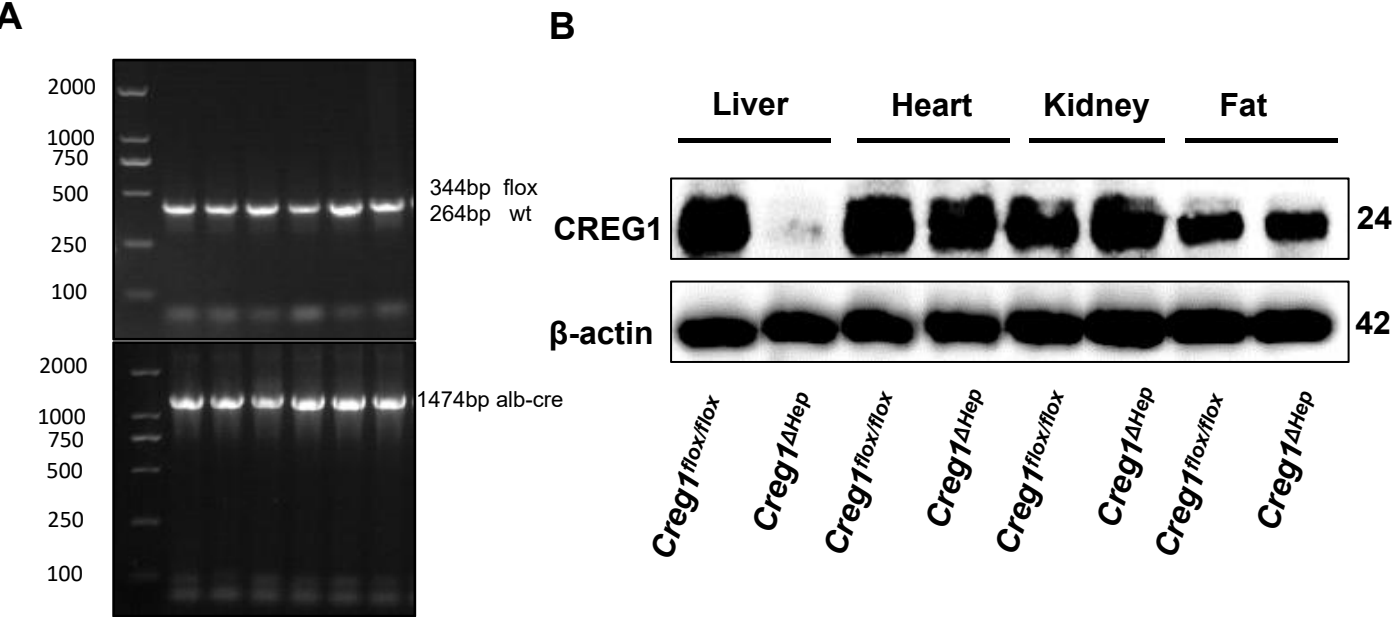 A
2000
1000
750
500
250
100
344bp flox
264bp wt
2000
1000
750
500
250
100
1474bp alb-cre
B
Liver Heart Kidney Fat
CREG1 24
β-actin 42
Creg1flox/flox
Creg1ΔHep
Creg1flox/flox
Creg1ΔHep
Creg1flox/flox
Creg1ΔHep
Creg1flox/flox
Creg1ΔHep